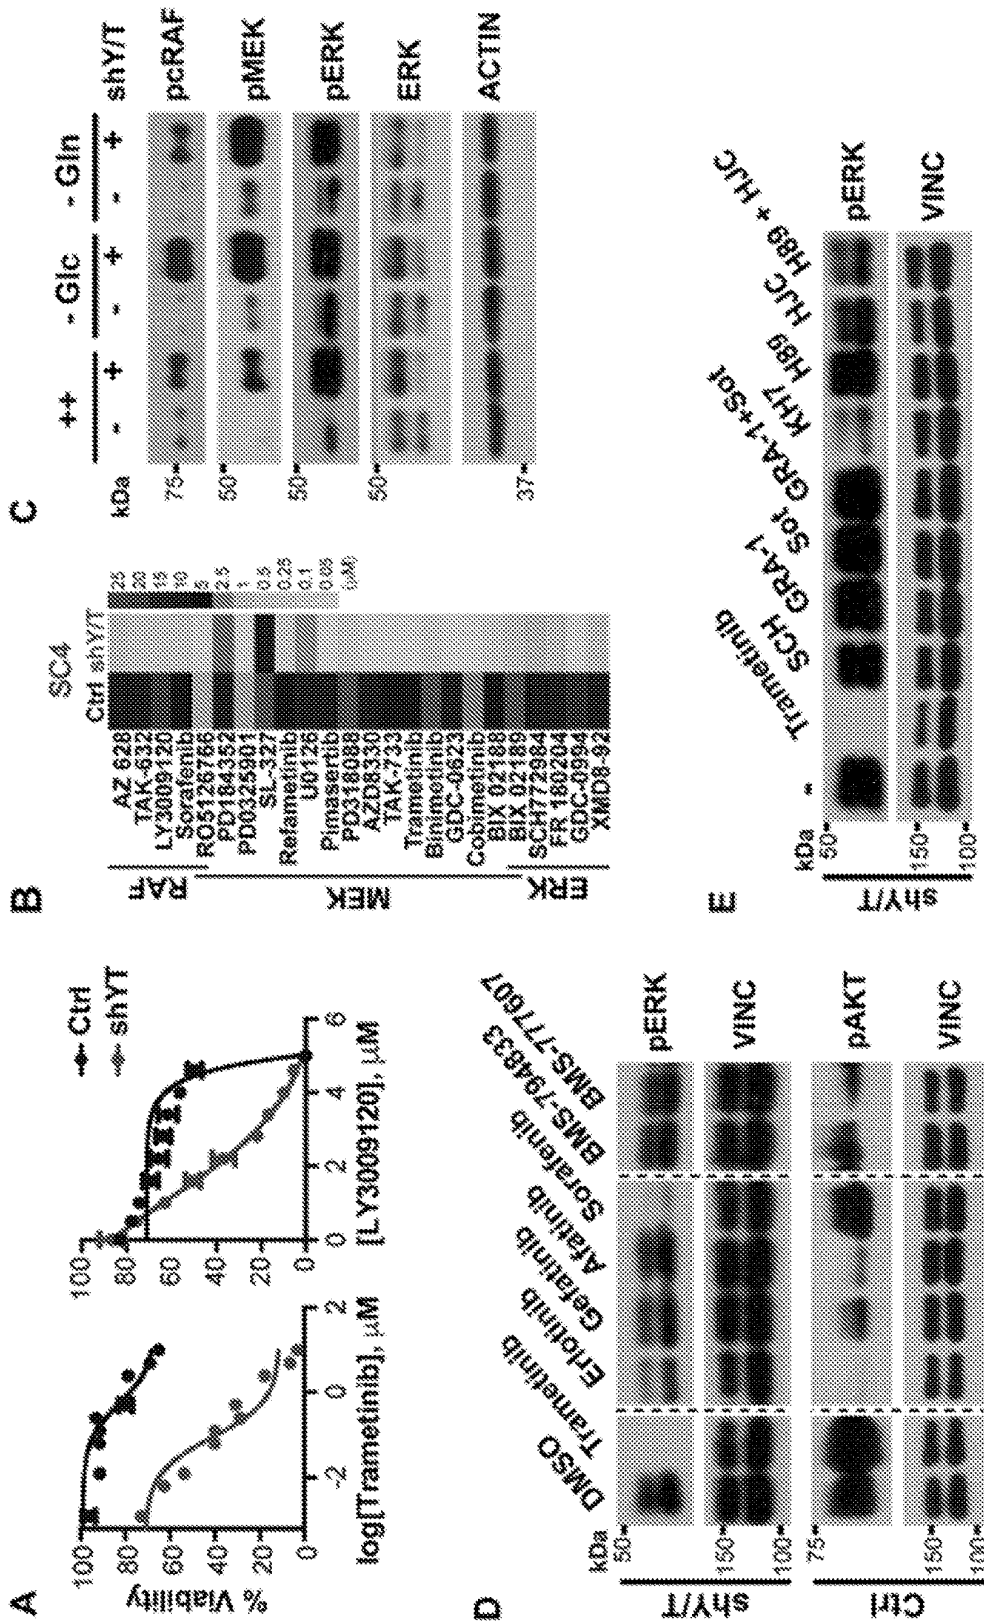 A
100
80
60
40
20
0
% Viability
-2 0 2
log[Trametinib], µM
100
80
60
40
20
0
0 2 4 6
[LY3009120], µM
Ctrl
shYT
B
SC4
Ctrl shY/T
RAF
AZ 628
TAK-632
LY3009120
Sorafenib
RO5126766
MEK
PD184352
PD0325901
SL-327
Refametinib
U0126
Pimasertib
PD318088
AZD8330
TAK-733
Trametinib
Binimetinib
GDC-0623
Cobimetinib
BIX 02188
BIX 02189
ERK
SCH772984
FR 180204
GDC-0994
XMD8-92
25
20
15
10
5
2.5
1
0.5
0.25
0.1
0.05
(µM)
C
++ - Glc - Gln
kDa - + - + - + shY/T
75 pcRAF
50 pMEK
50 pERK
50 ERK
37 ACTIN
D
DMSO Trametinib Erlotinib Gefatinib Afatinib Sorafenib BMS-794833 BMS-777607
kDa
shY/T
50 pERK
150 VINC
100
Ctrl
75 pAKT
150 VINC
100
E
- Trametinib SCH GRA-1 Sot GRA-1+Sot KH7 H89 HJC H89 + HJC
kDa
shY/T
50 pERK
150 VINC
100